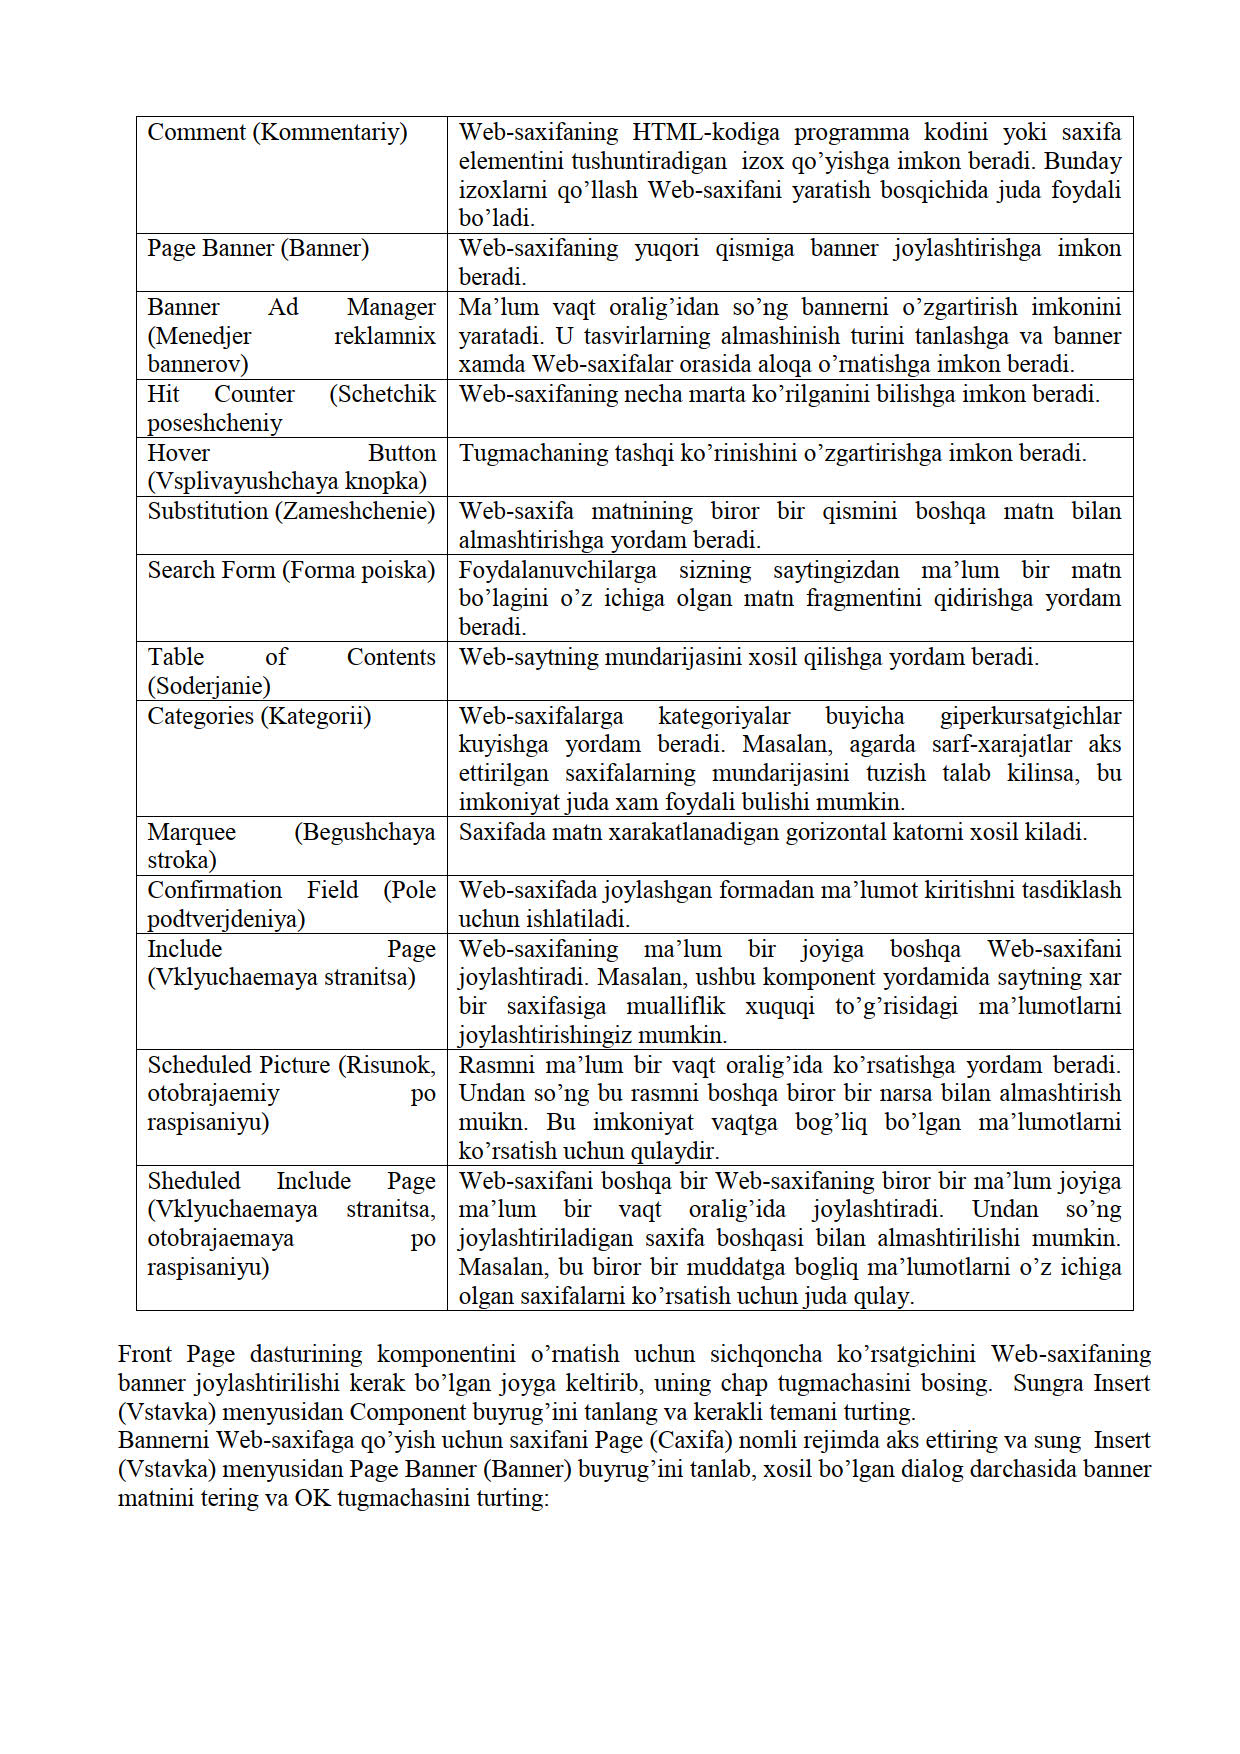 Comment (Kommentariy)
Web-saxifaning HTML-kodiga programma kodini yoki saxifa
elementini tushuntiradigan  izox qo’yishga imkon beradi. Bunday
izoxlarni qo’llash Web-saxifani yaratish bosqichida juda foydali
bo’ladi.
Page Banner (Banner)
Web-saxifaning yuqori qismiga banner joylashtirishga imkon
beradi.
Banner Ad Manager
(Menedjer reklamnix
bannerov)
Ma’lum vaqt oralig’idan so’ng bannerni o’zgartirish imkonini
yaratadi. U tasvirlarning almashinish turini tanlashga va banner
xamda Web-saxifalar orasida aloqa o’rnatishga imkon beradi.
Hit Counter (Schetchik
poseshcheniy
Web-saxifaning necha marta ko’rilganini bilishga imkon beradi.
Hover Button
(Vsplivayushchaya knopka)
Tugmachaning tashqi ko’rinishini o’zgartirishga imkon beradi.
Substitution (Zameshchenie)
Web-saxifa matnining biror bir qismini boshqa matn bilan
almashtirishga yordam beradi.
Search Form (Forma poiska)
Foydalanuvchilarga sizning saytingizdan ma’lum bir matn
bo’lagini o’z ichiga olgan matn fragmentini qidirishga yordam
beradi.
Table of Contents
(Soderjanie)
Web-saytning mundarijasini xosil qilishga yordam beradi.
Categories (Kategorii)
Web-saxifalarga kategoriyalar buyicha giperkursatgichlar
kuyishga yordam beradi. Masalan, agarda sarf-xarajatlar aks
ettirilgan saxifalarning mundarijasini tuzish talab kilinsa, bu
imkoniyat juda xam foydali bulishi mumkin.
Marquee (Begushchaya
stroka)
Saxifada matn xarakatlanadigan gorizontal katorni xosil kiladi.
Confirmation Field (Pole
podtverjdeniya)
Web-saxifada joylashgan formadan ma’lumot kiritishni tasdiklash
uchun ishlatiladi.
Include Page
(Vklyuchaemaya stranitsa)
Web-saxifaning ma’lum bir joyiga boshqa Web-saxifani
joylashtiradi. Masalan, ushbu komponent yordamida saytning xar
bir saxifasiga mualliflik xuquqi to’g’risidagi ma’lumotlarni
joylashtirishingiz mumkin.
Scheduled Picture (Risunok,
otobrajaemiy po
raspisaniyu)
Rasmni ma’lum bir vaqt oralig’ida ko’rsatishga yordam beradi.
Undan so’ng bu rasmni boshqa biror bir narsa bilan almashtirish
muikn. Bu imkoniyat vaqtga bog’liq bo’lgan ma’lumotlarni
ko’rsatish uchun qulaydir.
Sheduled Include Page
(Vklyuchaemaya stranitsa,
otobrajaemaya po
raspisaniyu)
Web-saxifani boshqa bir Web-saxifaning biror bir ma’lum joyiga
ma’lum bir vaqt oralig’ida joylashtiradi. Undan so’ng
joylashtiriladigan saxifa boshqasi bilan almashtirilishi mumkin.
Masalan, bu biror bir muddatga bogliq ma’lumotlarni o’z ichiga
olgan saxifalarni ko’rsatish uchun juda qulay.
Front Page dasturining komponentini o’rnatish uchun sichqoncha ko’rsatgichini Web-saxifaning
banner joylashtirilishi kerak bo’lgan joyga keltirib, uning chap tugmachasini bosing.  Sungra Insert
(Vstavka) menyusidan Component buyrug’ini tanlang va kerakli temani turting.
Bannerni Web-saxifaga qo’yish uchun saxifani Page (Caxifa) nomli rejimda aks ettiring va sung  Insert
(Vstavka) menyusidan Page Banner (Banner) buyrug’ini tanlab, xosil bo’lgan dialog darchasida banner
matnini tering va OK tugmachasini turting: